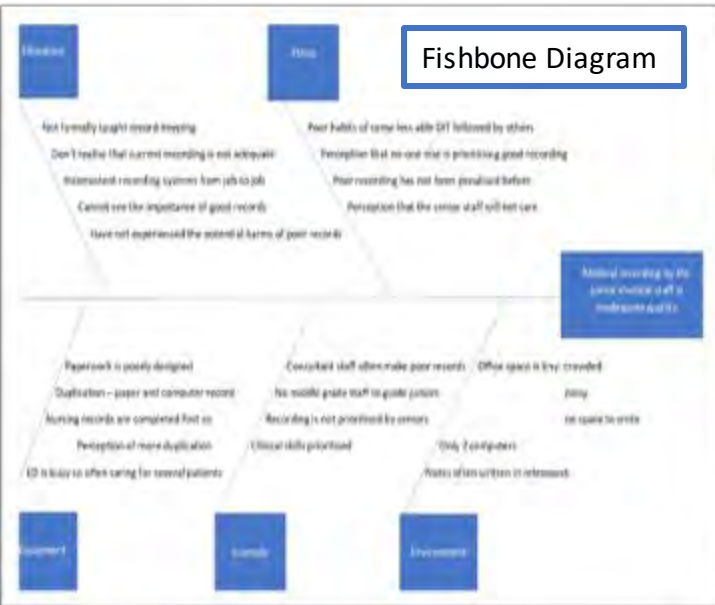 Fishbone Diagram
Education
Ethos
Not formally taught record keeping
Don't realise that current recording is not adequate
Inconsistent recording systems from job to job
Cannot see the importance of good records
Have not experienced the potential harms of poor records
Poor habits of some less able DiT followed by others
Perception that no one else is prioritising good recording
Poor recording has not been penalised before
Perception that the senior staff will not care
Medical recording by the
junior medical staff is
inadequate quality
Paperwork is poorly designed
Duplication – paper and computer record
Nursing records are completed first so
Perception of more duplication
ED is busy so often caring for several patients
Consultant staff often make poor records
No middle grade staff to guide juniors
Recording is not prioritised by seniors
Clinical skills prioritised
Office space is tiny: crowded
noisy
no space to write
Only 2 computers
Notes often written in
Equipment
Example
Environment